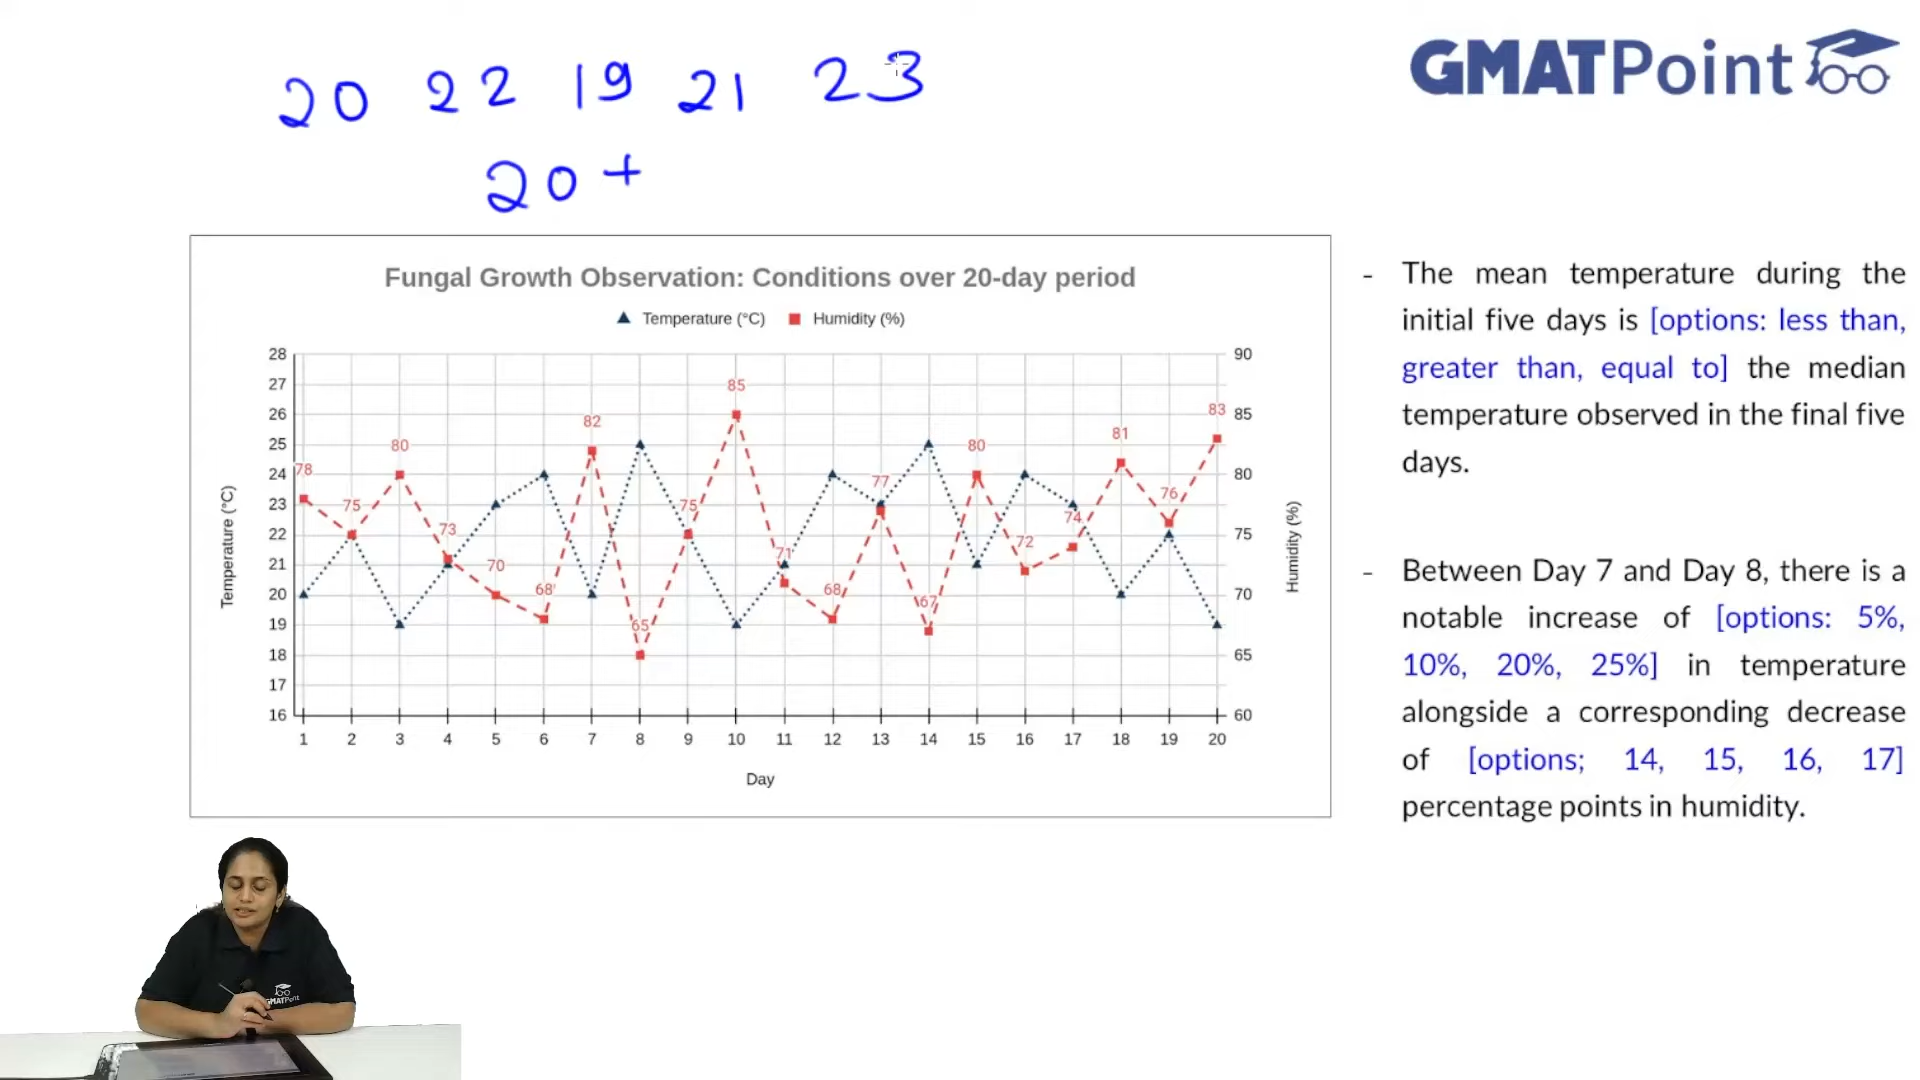 20 22 19 21 23
20 +
GMATPoint
Fungal Growth Observation: Conditions over 20-day period
Temperature (°C) Humidity (%)
28 90
27
26 85
25
24 80
23
22 75
21
20 70
19
18 65
17
16 60
78 75 80 73 70 68 82 65 75 85 71 68 77 67 80 72 74 81 76 83
Temperature (°C)
Humidity (%)
1 2 3 4 5 6 7 8 9 10 11 12 13 14 15 16 17 18 19 20
Day
- The mean temperature during the
initial five days is [options: less than,
greater than, equal to] the median
temperature observed in the final five
days.
- Between Day 7 and Day 8, there is a
notable increase of [options: 5%,
10%, 20%, 25%] in temperature
alongside a corresponding decrease
of [options; 14, 15, 16, 17]
percentage points in humidity.
GMATPoint